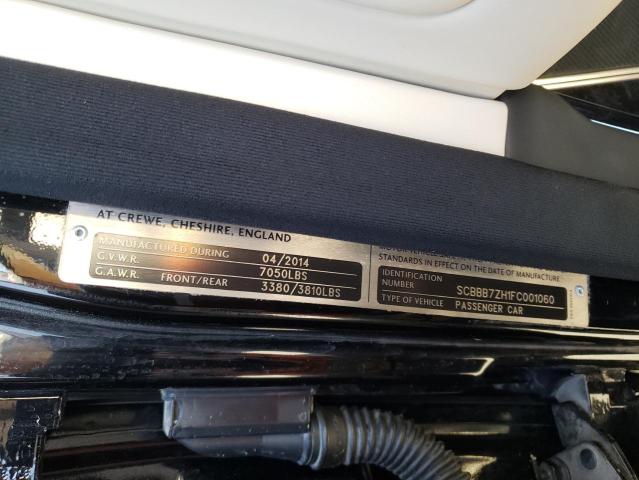 AT CREWE, CHESHIRE, ENGLAND
MANUFACTURED DURING 04/2014
G.V.W.R. 7050LBS
G.A.W.R. FRONT/REAR 3380/3810LBS
STANDARDS IN EFFECT ON THE DATE OF MANUFACTURE
IDENTIFICATION NUMBER SCBBB7ZH1FC001060
TYPE OF VEHICLE PASSENGER CAR